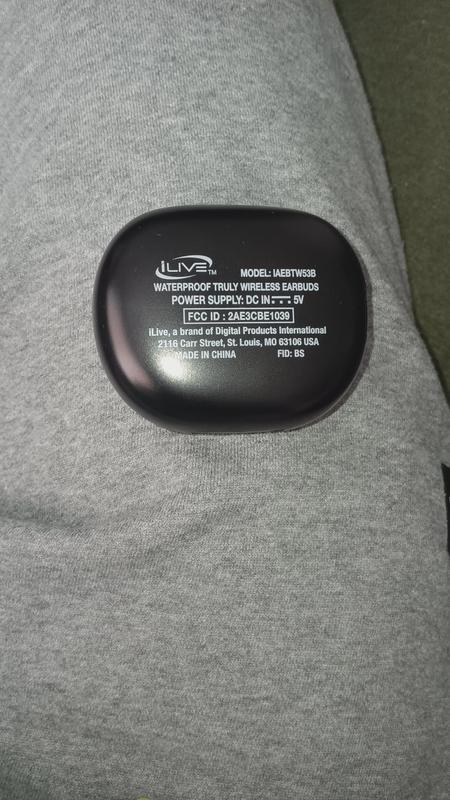 iLIVE™ MODEL: IAEBTW53B
WATERPROOF TRULY WIRELESS EARBUDS
POWER SUPPLY: DC IN ⎓ 5V
FCC ID : 2AE3CBE1039
iLive, a brand of Digital Products International
2116 Carr Street, St. Louis, MO 63106 USA
MADE IN CHINA FID: BS